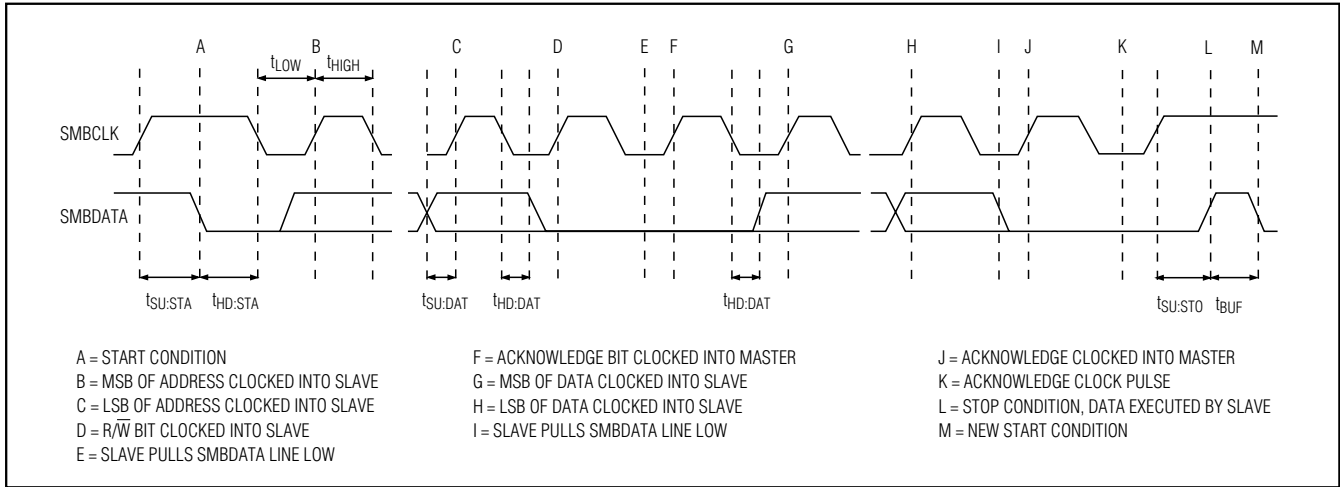 A B C D E F G H I J K L M
tLOW tHIGH
SMBCLK
SMBDATA
tSU:STA tHD:STA tSU:DAT tHD:DAT tHD:DAT tSU:STO tBUF
A = START CONDITION
B = MSB OF ADDRESS CLOCKED INTO SLAVE
C = LSB OF ADDRESS CLOCKED INTO SLAVE
D = R/W̅ BIT CLOCKED INTO SLAVE
E = SLAVE PULLS SMBDATA LINE LOW
F = ACKNOWLEDGE BIT CLOCKED INTO MASTER
G = MSB OF DATA CLOCKED INTO SLAVE
H = LSB OF DATA CLOCKED INTO SLAVE
I = SLAVE PULLS SMBDATA LINE LOW
J = ACKNOWLEDGE CLOCKED INTO MASTER
K = ACKNOWLEDGE CLOCK PULSE
L = STOP CONDITION, DATA EXECUTED BY SLAVE
M = NEW START CONDITION